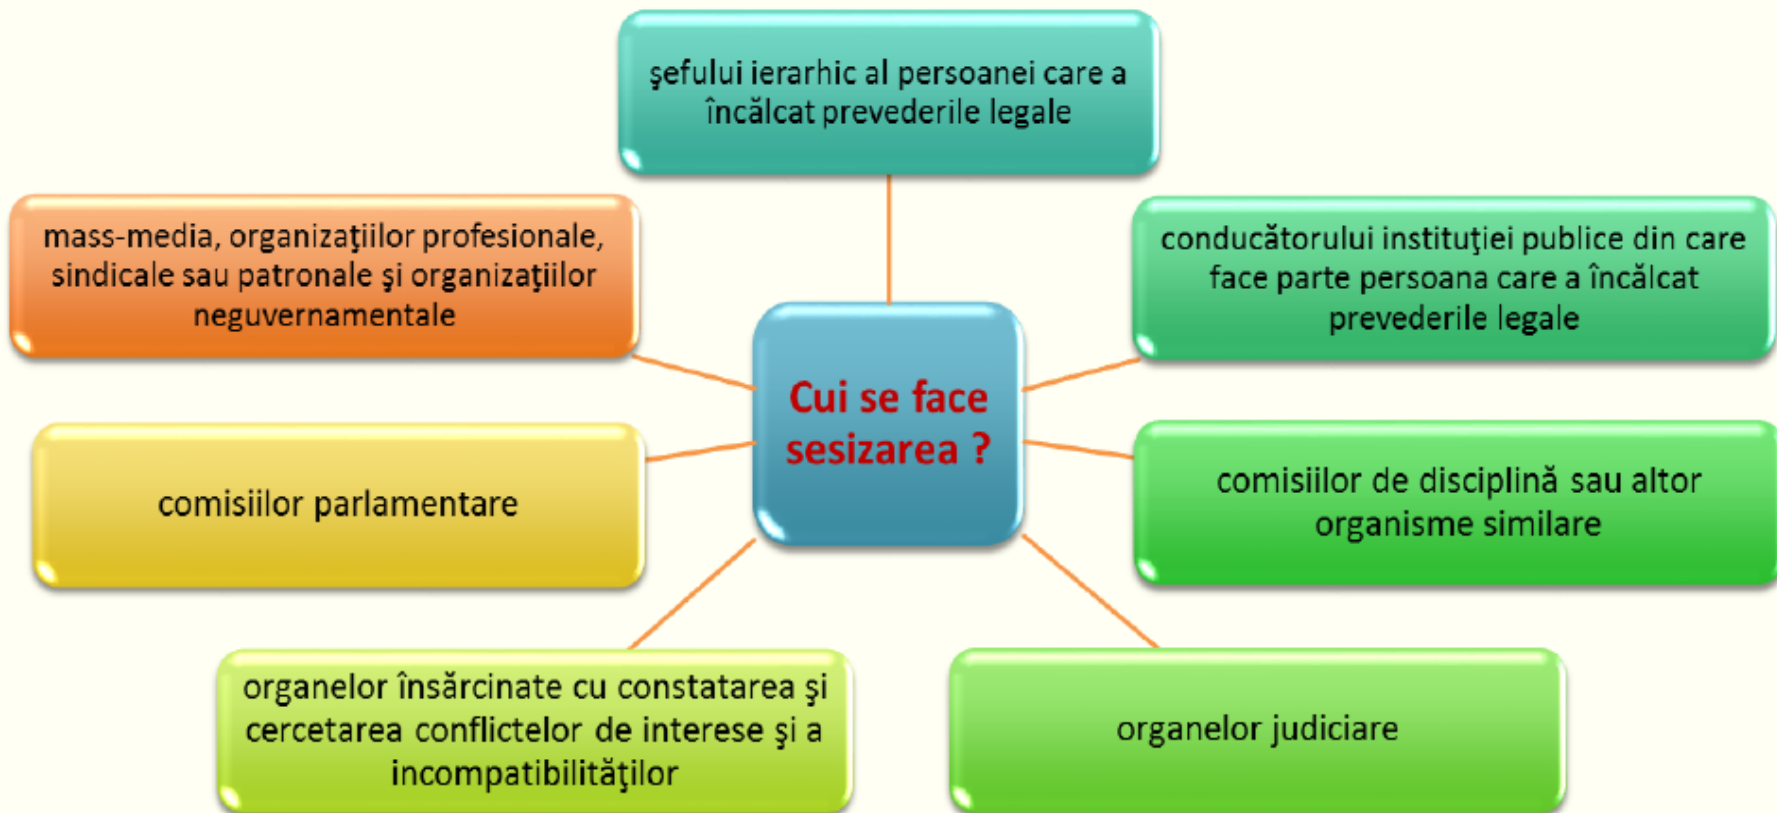 şefului ierarhic al persoanei care a
încălcat prevederile legale
mass-media, organizaţiilor profesionale,
sindicale sau patronale şi organizaţiilor
neguvernamentale
conducătorului instituţiei publice din care
face parte persoana care a încălcat
prevederile legale
Cui se face
sesizarea ?
comisiilor parlamentare
comisiilor de disciplină sau altor
organisme similare
organelor însărcinate cu constatarea şi
cercetarea conflictelor de interese şi a
incompatibilităţilor
organelor judiciare